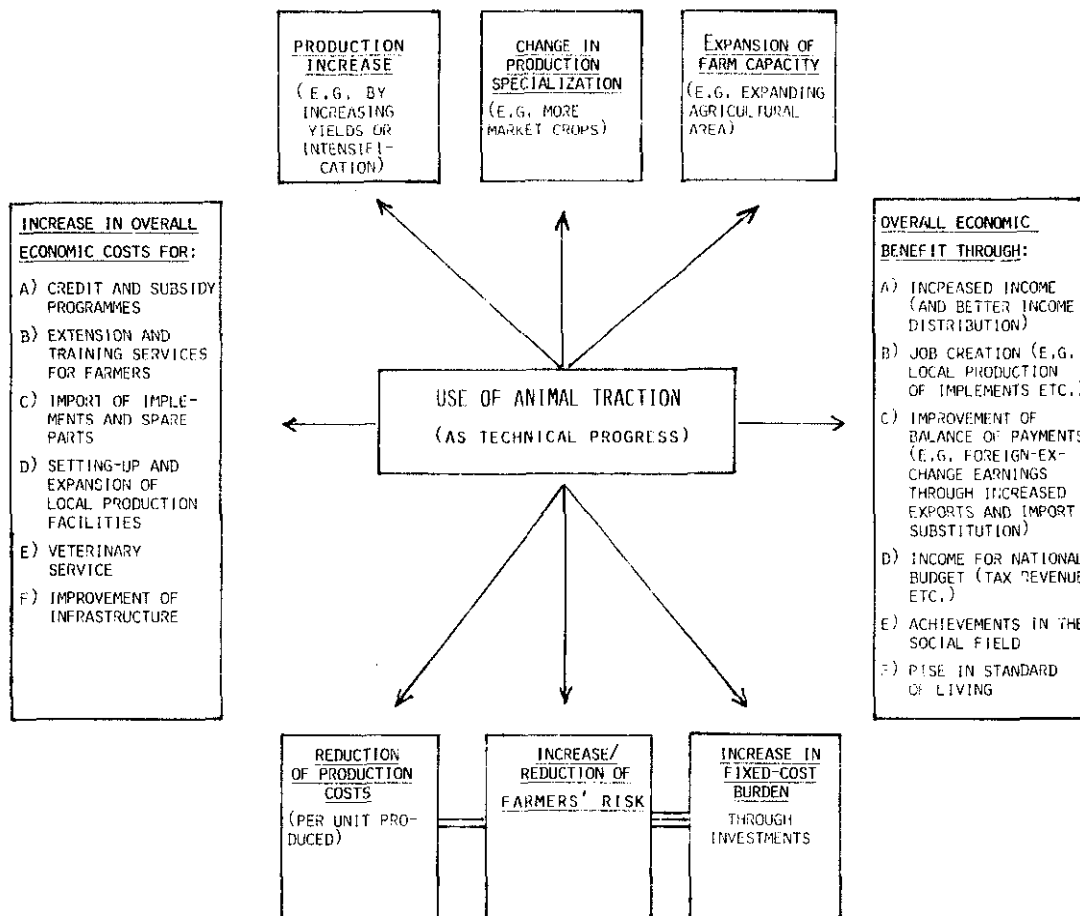 PRODUCTION
INCREASE
(E.G. BY
INCREASING
YIELDS OR
INTENSIFI-
CATION)
CHANGE IN
PRODUCTION
SPECIALIZATION
(E.G. MORE
MARKET CROPS)
EXPANSION OF
FARM CAPACITY
(E.G. EXPANDING
AGRICULTURAL
AREA)
INCREASE IN OVERALL
ECONOMIC COSTS FOR:
A) CREDIT AND SUBSIDY
PROGRAMMES
B) EXTENSION AND
TRAINING SERVICES
FOR FARMERS
C) IMPORT OF IMPLE-
MENTS AND SPARE
PARTS
D) SETTING-UP AND
EXPANSION OF
LOCAL PRODUCTION
FACILITIES
E) VETERINARY
SERVICE
F) IMPROVEMENT OF
INFRASTRUCTURE
USE OF ANIMAL TRACTION
(AS TECHNICAL PROGRESS)
OVERALL ECONOMIC
BENEFIT THROUGH:
A) INCREASED INCOME
(AND BETTER INCOME
DISTRIBUTION)
B) JOB CREATION (E.G.
LOCAL PRODUCTION
OF IMPLEMENTS ETC.)
C) IMPROVEMENT OF
BALANCE OF PAYMENTS
(E.G. FOREIGN-EX-
CHANGE EARNINGS
THROUGH INCREASED
EXPORTS AND IMPORT
SUBSTITUTION)
D) INCOME FOR NATIONAL
BUDGET (TAX REVENUE
ETC.)
E) ACHIEVEMENTS IN THE
SOCIAL FIELD
F) RISE IN STANDARD
OF LIVING
REDUCTION
OF PRODUCTION
COSTS
(PER UNIT PRO-
DUCED)
INCREASE/
REDUCTION OF
FARMERS' RISK
INCREASE IN
FIXED-COST
BURDEN
THROUGH
INVESTMENTS